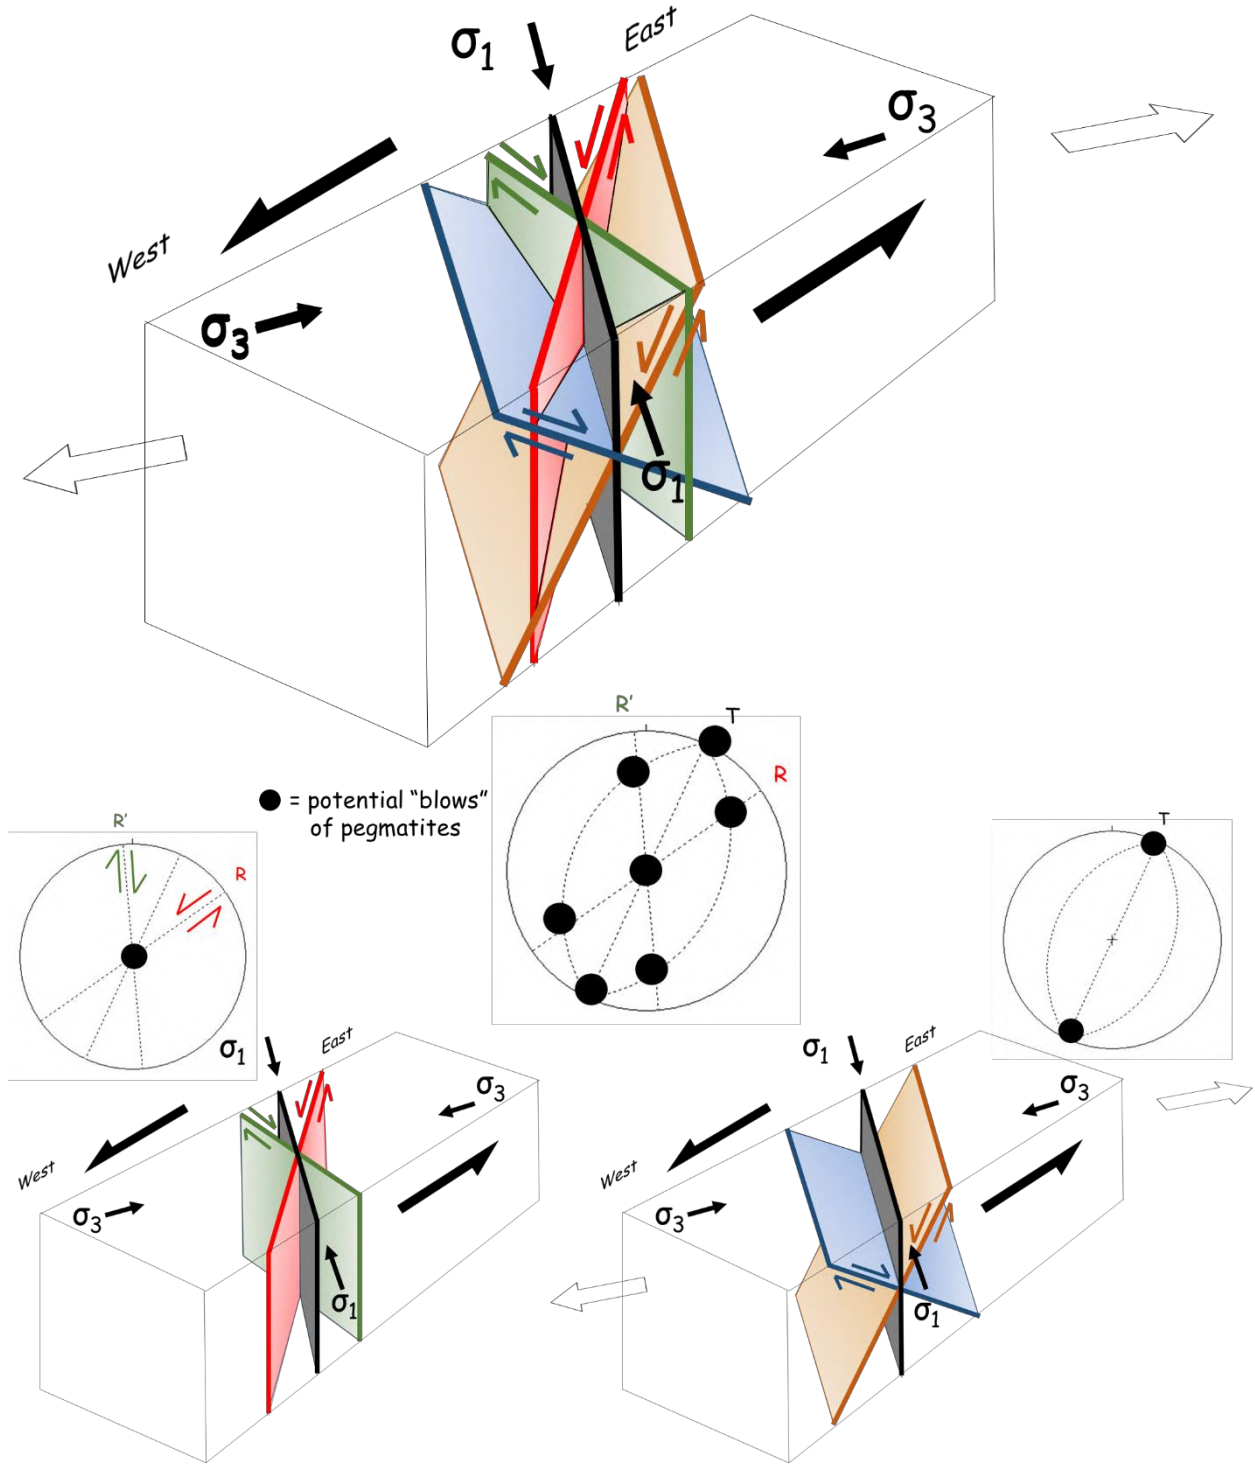 σ1
East
σ3
West
σ3
σ1
R'
T
R
= potential "blows"
of pegmatites
R'
R
T
σ1
East
σ3
West
σ3
σ1
σ1
East
σ3
West
σ3
σ1